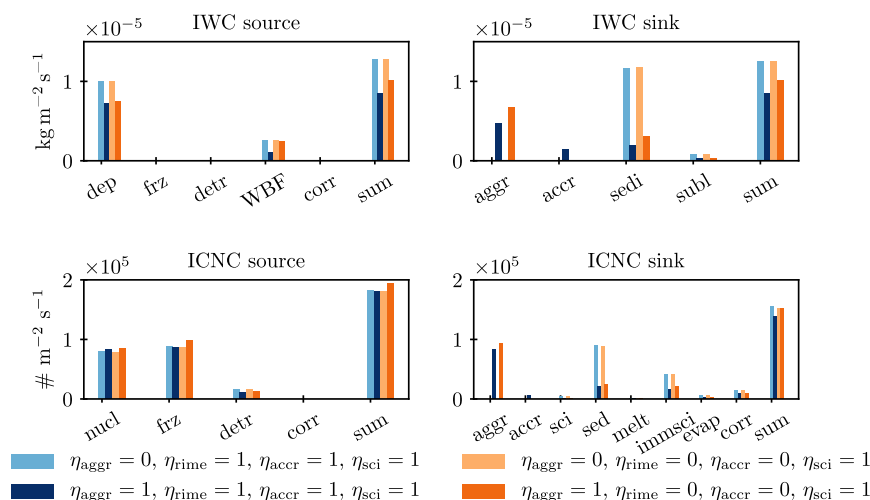 ×10⁻⁵ IWC source
kg m⁻² s⁻¹
1
0
dep frz detr WBF corr sum
×10⁻⁵ IWC sink
1
0
aggr accr sedi subl sum
×10⁵ ICNC source
# m⁻² s⁻¹
2
1
0
nucl frz detr corr sum
×10⁵ ICNC sink
2
1
0
aggr accr sci sed melt immsci evap corr sum
η_aggr = 0, η_rime = 1, η_accr = 1, η_sci = 1
η_aggr = 1, η_rime = 1, η_accr = 1, η_sci = 1
η_aggr = 0, η_rime = 0, η_accr = 0, η_sci = 1
η_aggr = 1, η_rime = 0, η_accr = 0, η_sci = 1